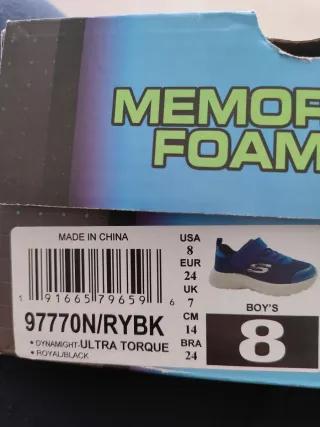 MEMOR
FOAM
MADE IN CHINA
1 91665 79659 6
97770N/RYBK
• DYNAMIGHT-ULTRA TORQUE
• ROYAL/BLACK
USA
8
EUR
24
UK
7
CM
14
BRA
24
S
BOY'S
8